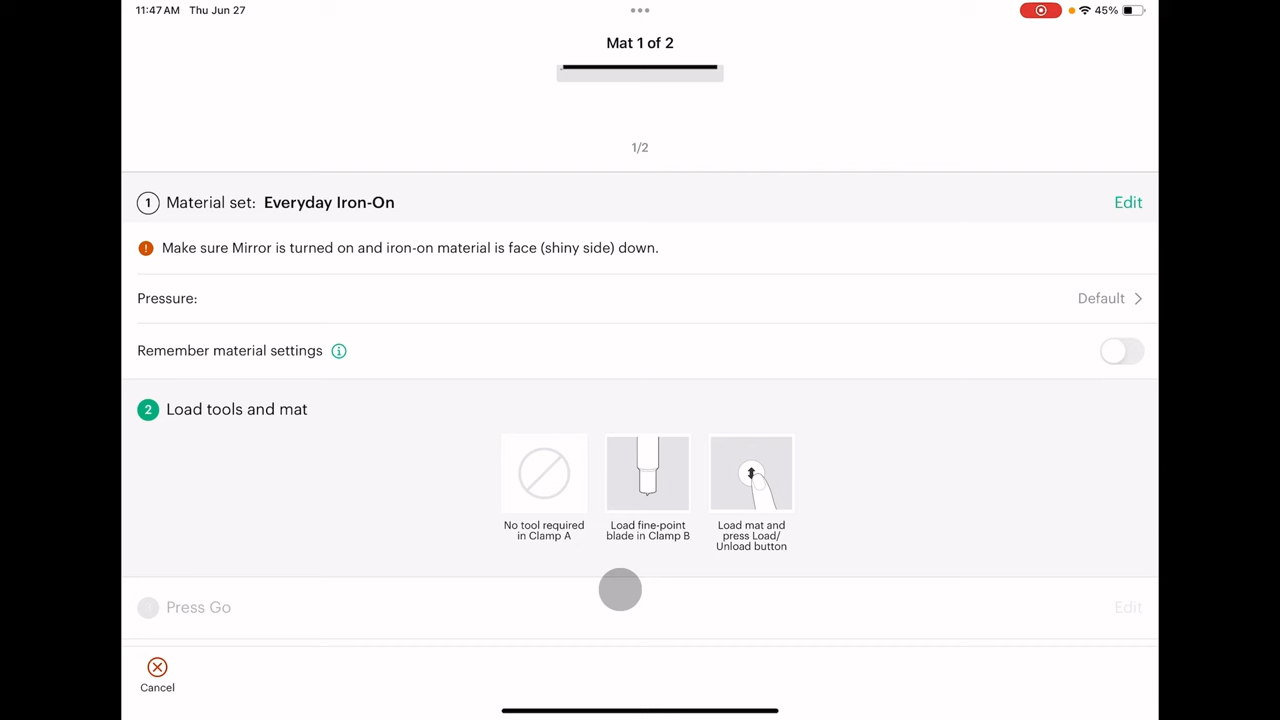 11:47 AM Thu Jun 27
45%
Mat 1 of 2
1/2
1 Material set: Everyday Iron-On
Edit
! Make sure Mirror is turned on and iron-on material is face (shiny side) down.
Pressure:
Default
Remember material settings
2 Load tools and mat
No tool required
in Clamp A
Load fine-point
blade in Clamp B
Load mat and
press Load/
Unload button
Press Go
Edit
Cancel